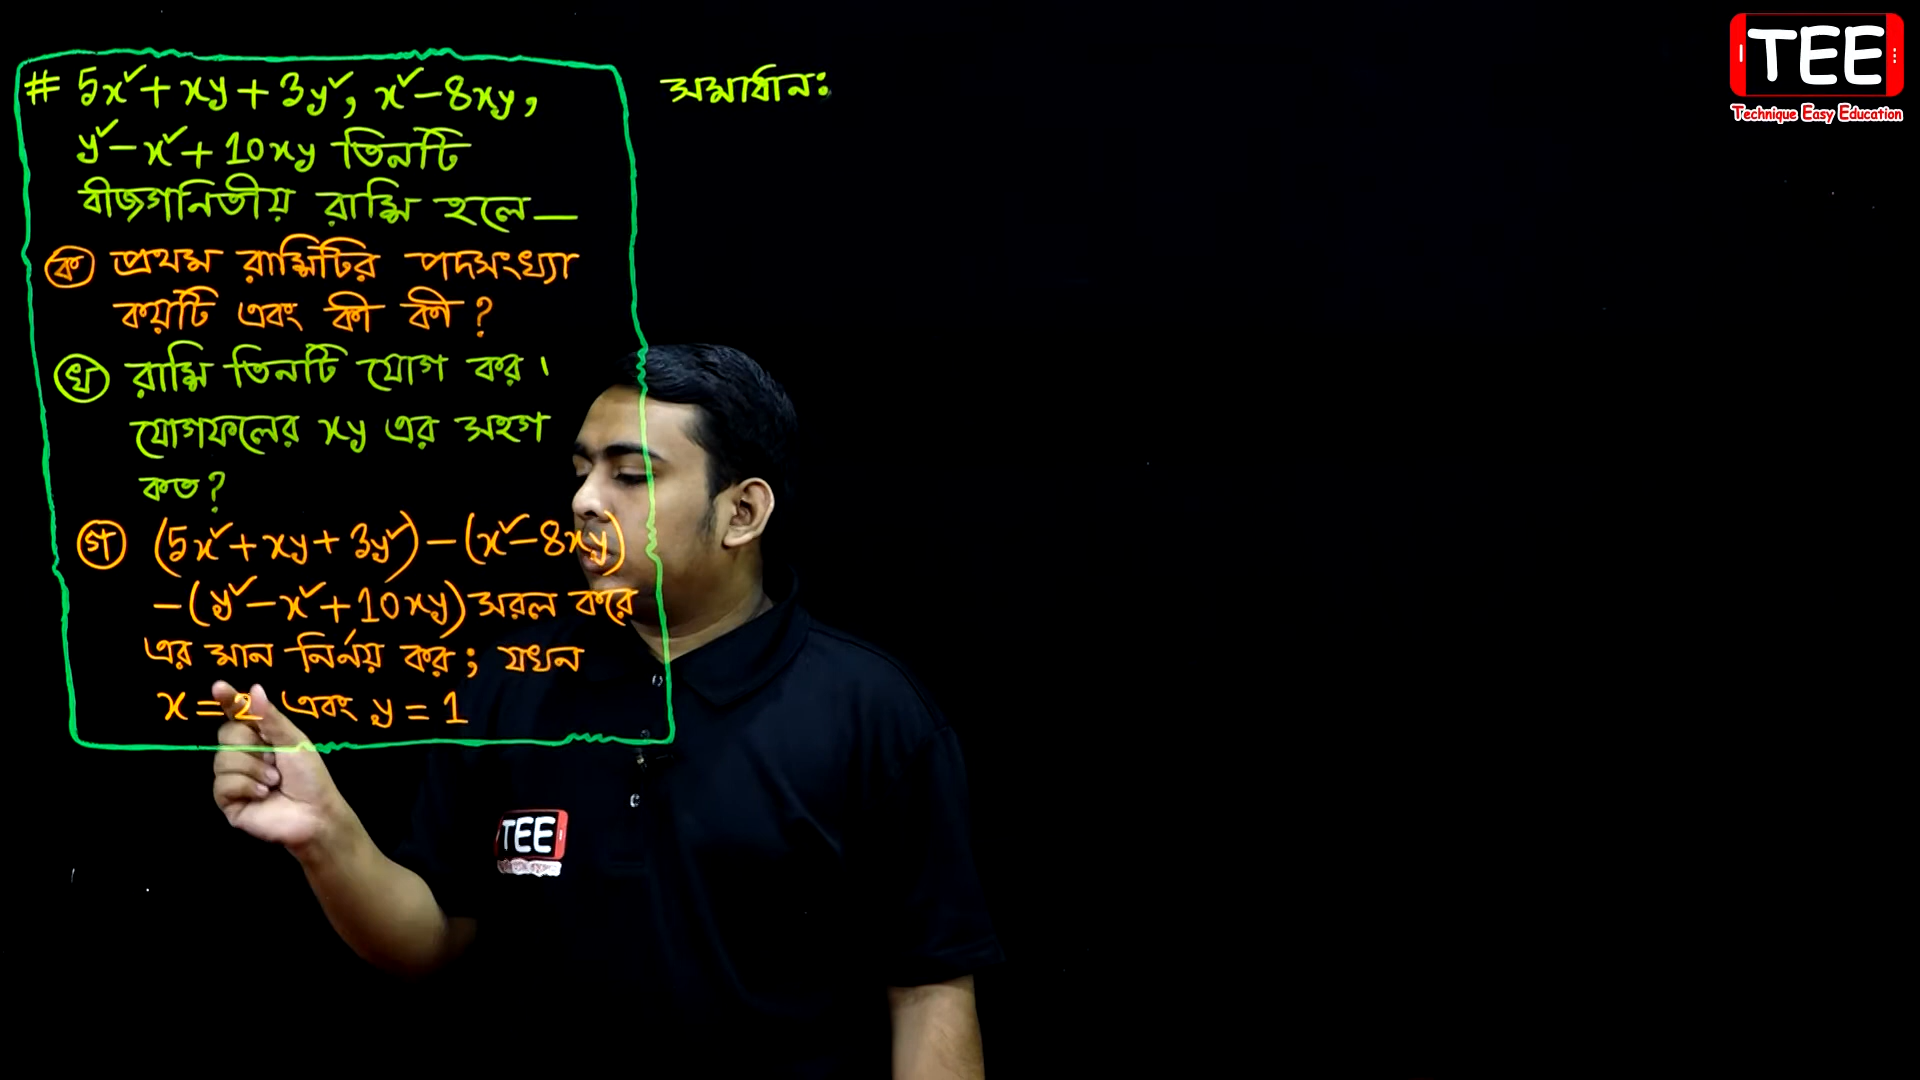 # 5x²+xy+3y², x²-8xy,
y²-x²+10xy তিনটি
বীজগনিতীয় রাশি হলে—
ক প্রথম রাশিটির পদসংখ্যা
কয়টি এবং কী কী?
খ রাশি তিনটি যোগ কর।
যোগফলের xy এর সহগ
কত?
গ (5x²+xy+3y²)-(x²-8xy)
-(y²-x²+10xy) সরল করে
এর মান নির্নয় কর; যখন
x=2 এবং y=1
সমাধান:
TEE
Technique Easy Education
TEE